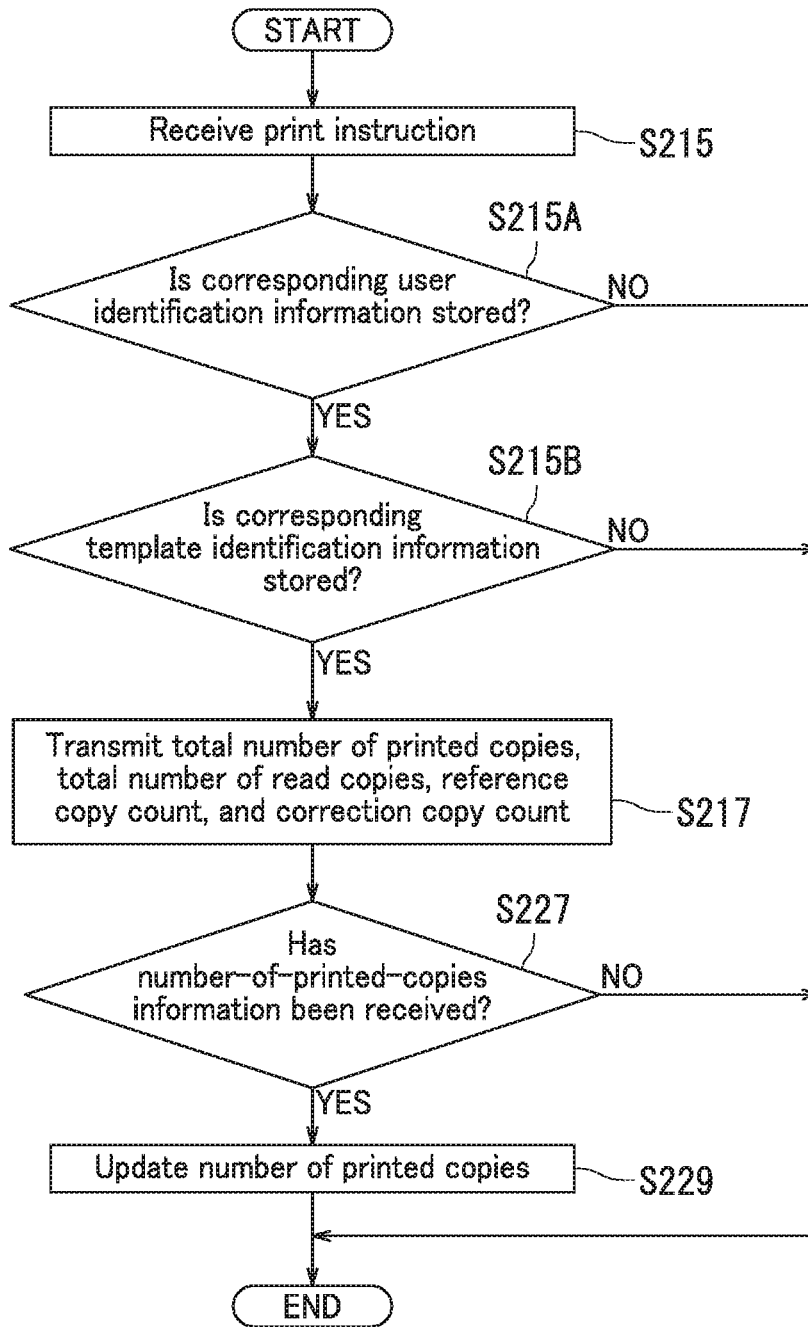 START
Receive print instruction
S215
S215A
Is corresponding user
identification information stored?
NO
YES
S215B
Is corresponding
template identification information
stored?
NO
YES
Transmit total number of printed copies,
total number of read copies, reference
copy count, and correction copy count
S217
S227
Has
number-of-printed-copies
information been received?
NO
YES
Update number of printed copies
S229
END